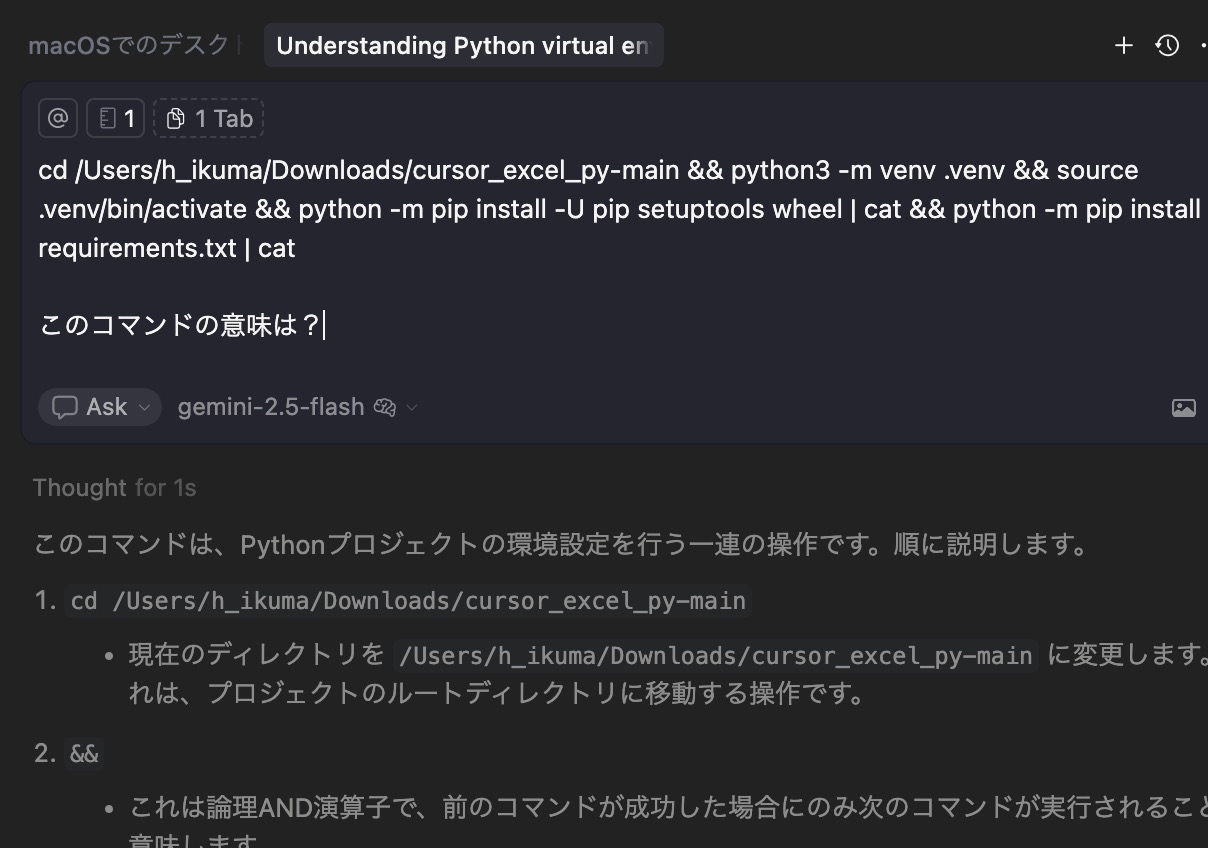 macOSでのデスク
Understanding Python virtual en
@ 1 1 Tab
cd /Users/h_ikuma/Downloads/cursor_excel_py-main && python3 -m venv .venv && source
.venv/bin/activate && python -m pip install -U pip setuptools wheel | cat && python -m pip install
requirements.txt | cat
このコマンドの意味は？
Ask gemini-2.5-flash
Thought for 1s
このコマンドは、Pythonプロジェクトの環境設定を行う一連の操作です。順に説明します。
1. cd /Users/h_ikuma/Downloads/cursor_excel_py-main
• 現在のディレクトリを /Users/h_ikuma/Downloads/cursor_excel_py-main に変更します。
れは、プロジェクトのルートディレクトリに移動する操作です。
2. &&
• これは論理AND演算子で、前のコマンドが成功した場合にのみ次のコマンドが実行されること
意味します